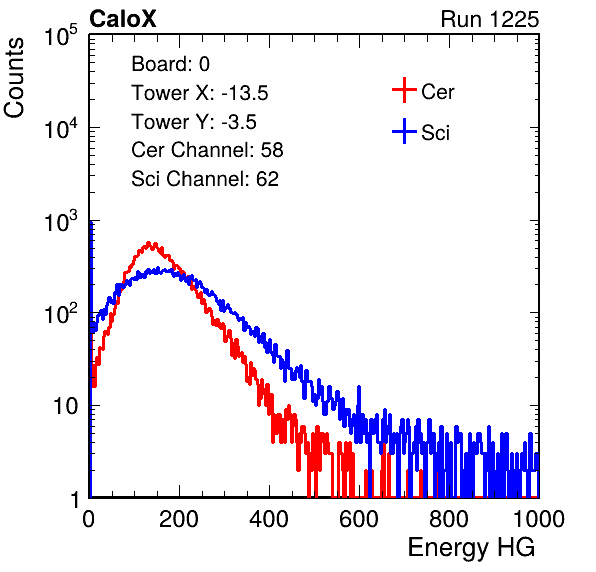 CaloX Run 1225
Counts
Board: 0
Tower X: -13.5
Tower Y: -3.5
Cer Channel: 58
Sci Channel: 62
Cer
Sci
10^5
10^4
10^3
10^2
10
1
0 200 400 600 800 1000
Energy HG